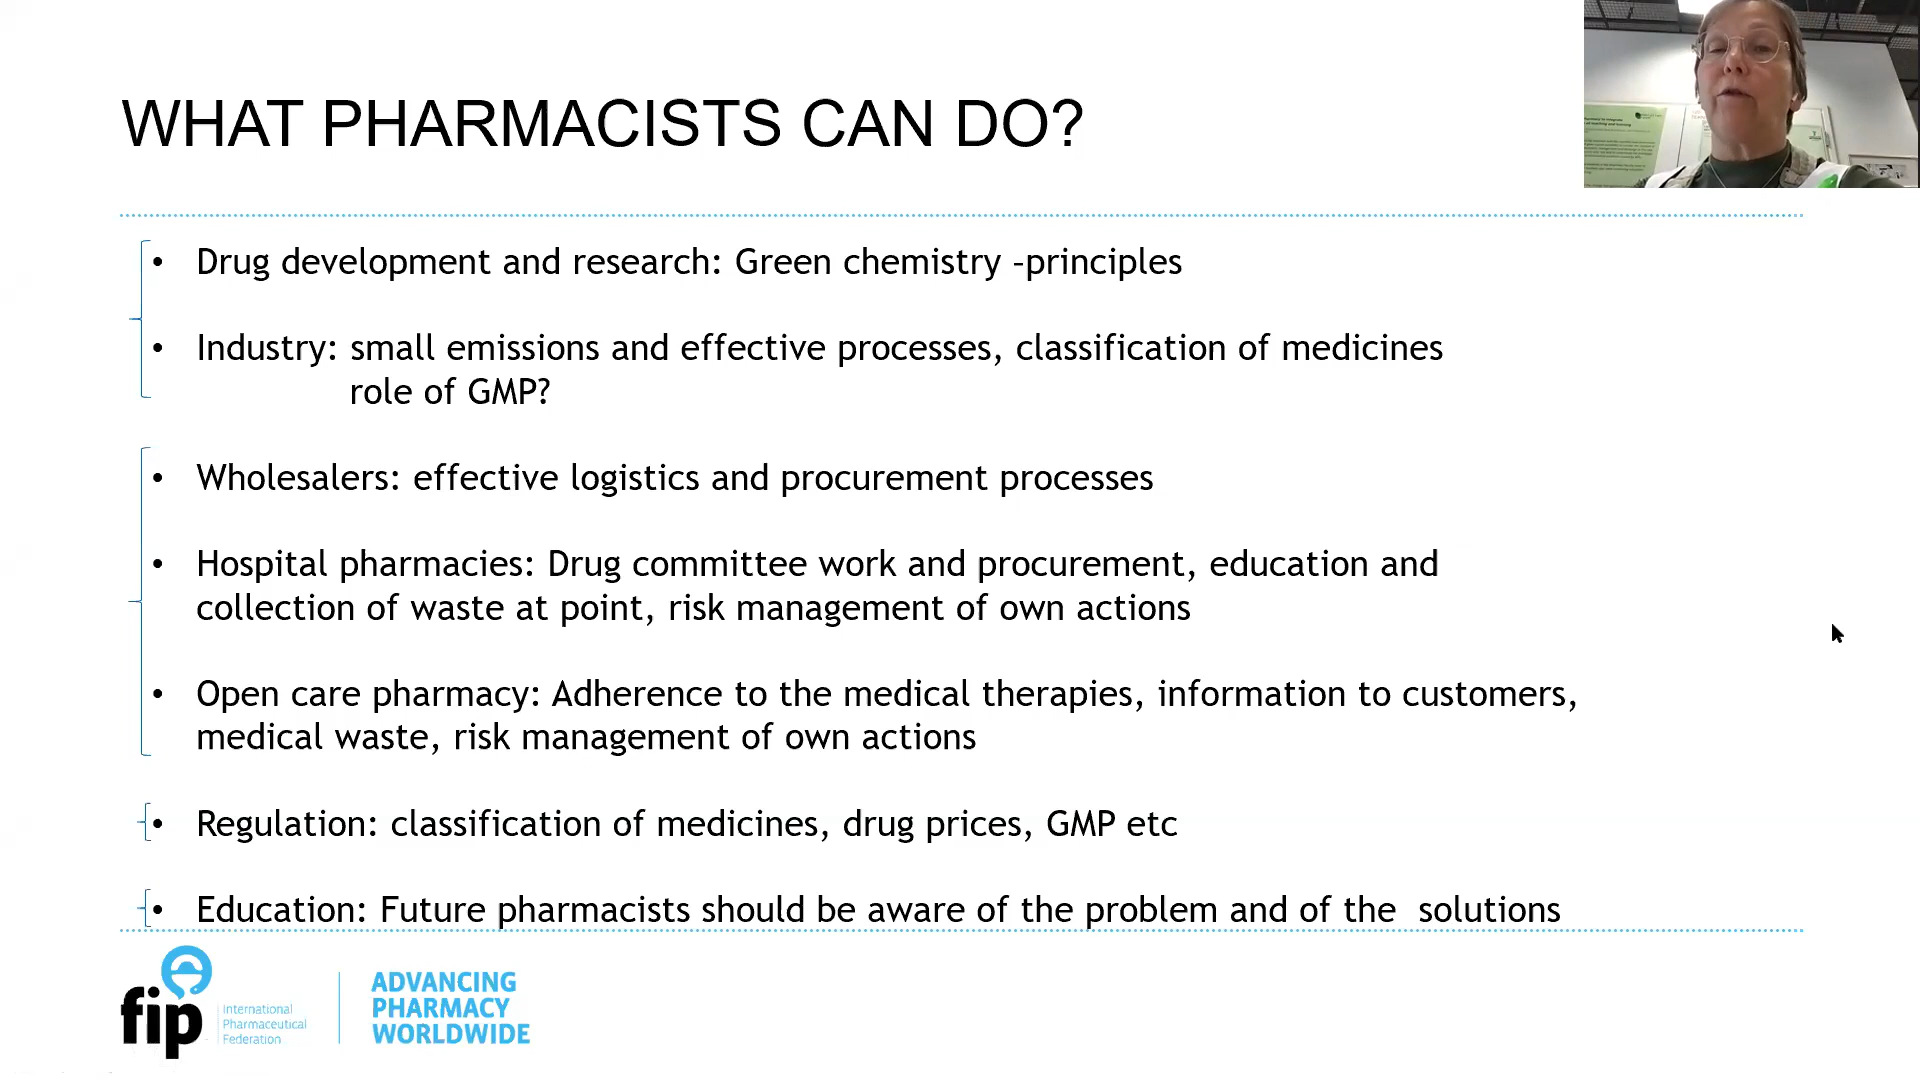 WHAT PHARMACISTS CAN DO?
• Drug development and research: Green chemistry –principles
• Industry: small emissions and effective processes, classification of medicines
role of GMP?
• Wholesalers: effective logistics and procurement processes
• Hospital pharmacies: Drug committee work and procurement, education and
collection of waste at point, risk management of own actions
• Open care pharmacy: Adherence to the medical therapies, information to customers,
medical waste, risk management of own actions
• Regulation: classification of medicines, drug prices, GMP etc
• Education: Future pharmacists should be aware of the problem and of the solutions
fip
International
Pharmaceutical
Federation
ADVANCING
PHARMACY
WORLDWIDE